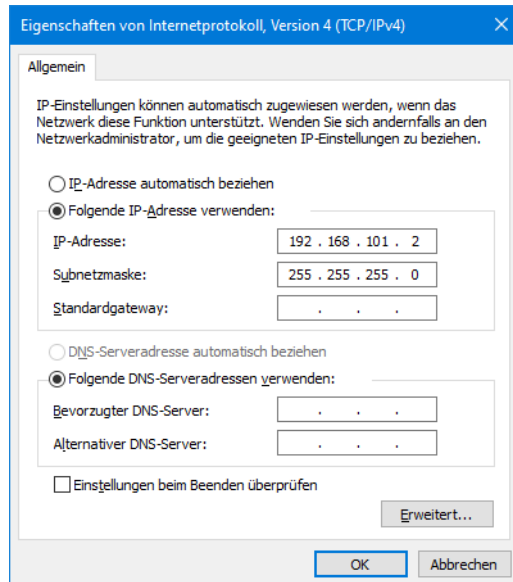 Eigenschaften von Internetprotokoll, Version 4 (TCP/IPv4)
Allgemein
IP-Einstellungen können automatisch zugewiesen werden, wenn das
Netzwerk diese Funktion unterstützt. Wenden Sie sich andernfalls an den
Netzwerkadministrator, um die geeigneten IP-Einstellungen zu beziehen.
IP-Adresse automatisch beziehen
Folgende IP-Adresse verwenden:
IP-Adresse: 192 . 168 . 101 . 2
Subnetzmaske: 255 . 255 . 255 . 0
Standardgateway: . . .
DNS-Serveradresse automatisch beziehen
Folgende DNS-Serveradressen verwenden:
Bevorzugter DNS-Server: . . .
Alternativer DNS-Server: . . .
Einstellungen beim Beenden überprüfen
Erweitert...
OK Abbrechen